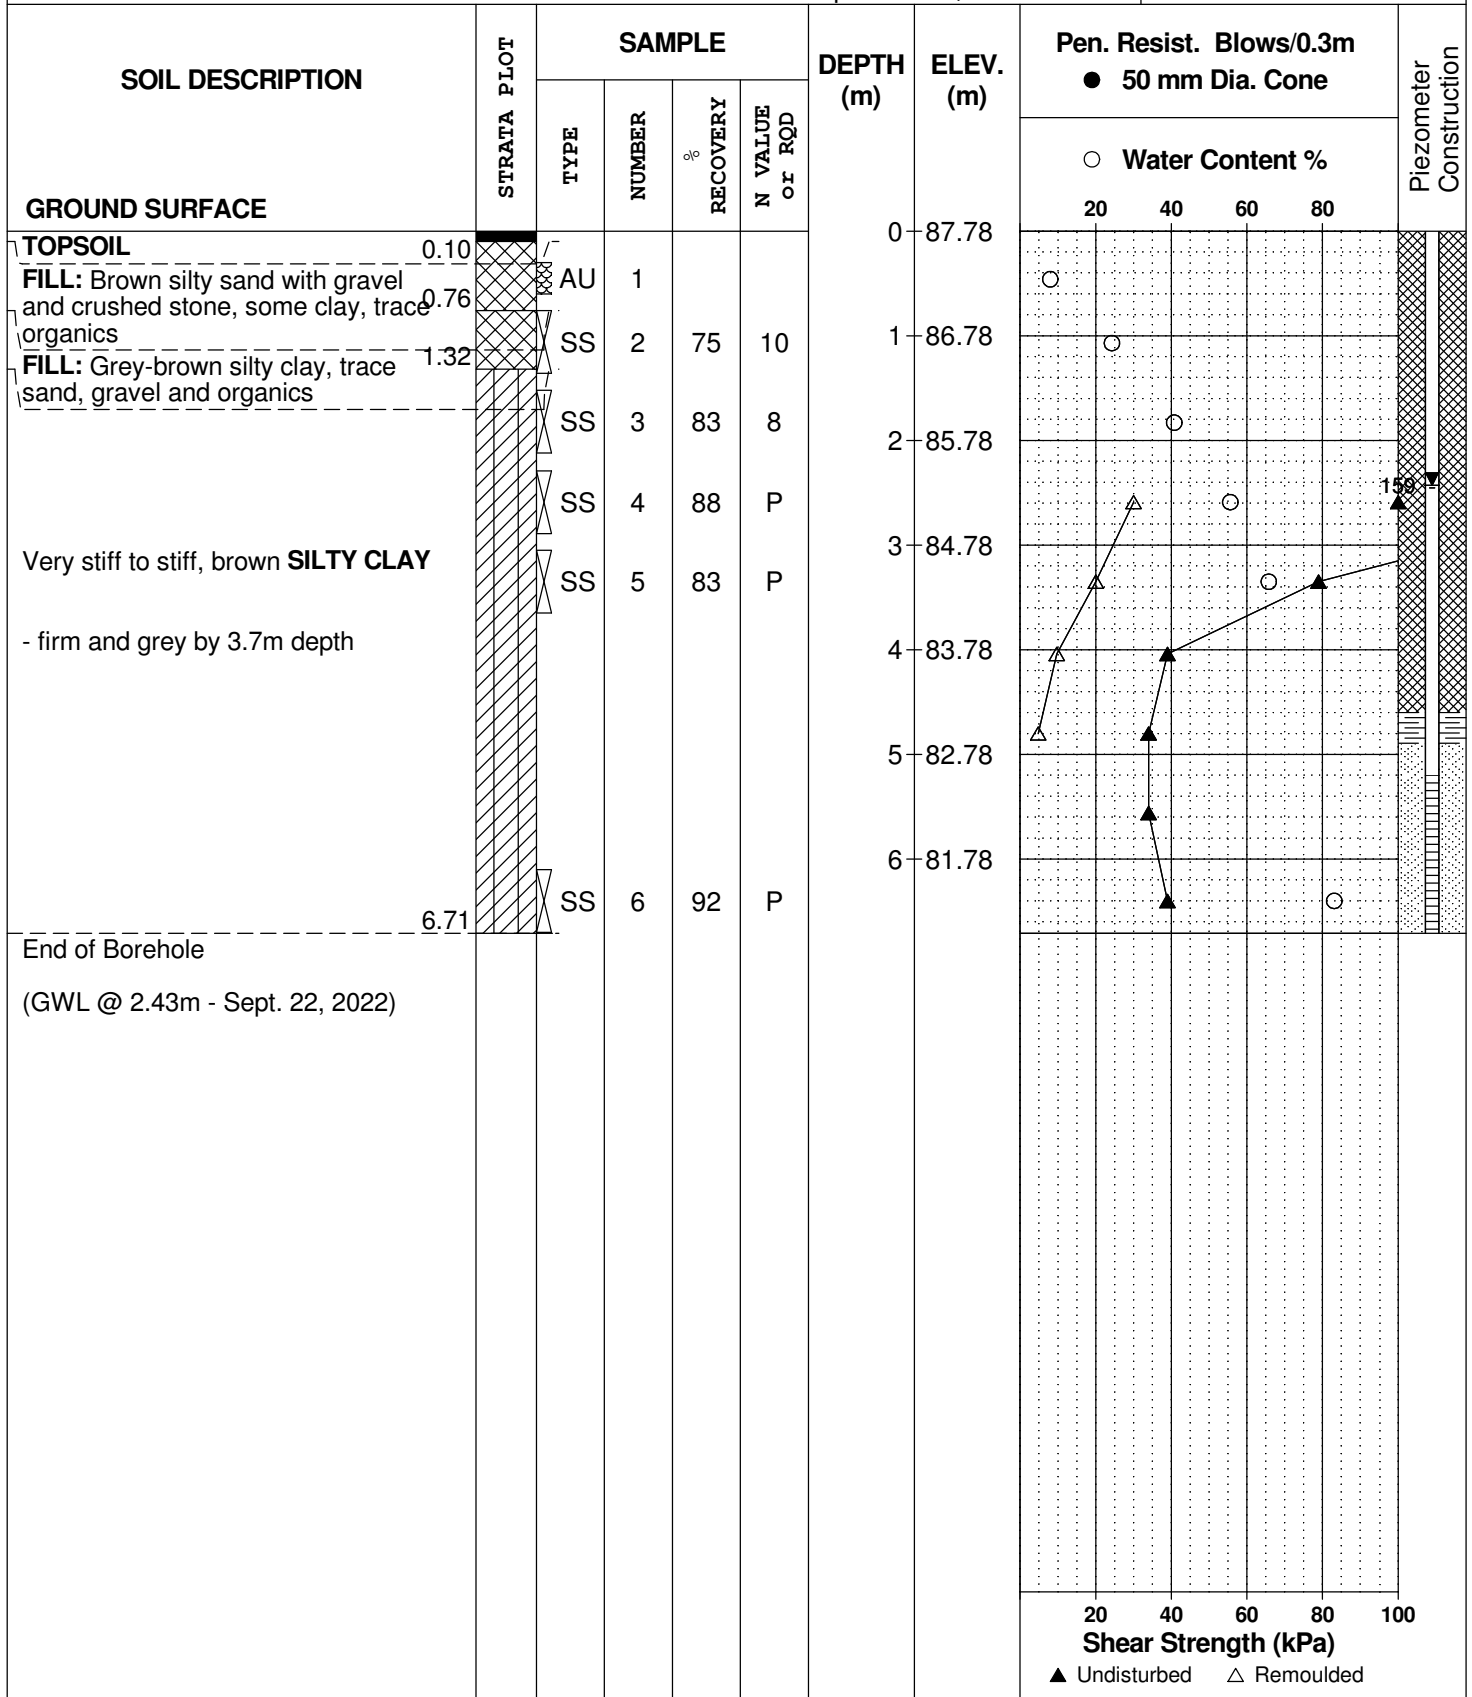 SOIL DESCRIPTION
GROUND SURFACE
STRATA PLOT
SAMPLE
TYPE
NUMBER
%
RECOVERY
N VALUE
or RQD
DEPTH
(m)
ELEV.
(m)
Pen. Resist. Blows/0.3m
● 50 mm Dia. Cone
○ Water Content %
20 40 60 80
Piezometer
Construction
0 87.78
TOPSOIL 0.10
FILL: Brown silty sand with gravel
and crushed stone, some clay, trace
organics
0.76
AU 1
1 86.78
SS 2 75 10
FILL: Grey-brown silty clay, trace
sand, gravel and organics
1.32
SS 3 83 8
2 85.78
159
SS 4 88 P
3 84.78
Very stiff to stiff, brown SILTY CLAY
SS 5 83 P
- firm and grey by 3.7m depth
4 83.78
5 82.78
6 81.78
SS 6 92 P
6.71
End of Borehole
(GWL @ 2.43m - Sept. 22, 2022)
20 40 60 80 100
Shear Strength (kPa)
▲ Undisturbed △ Remoulded